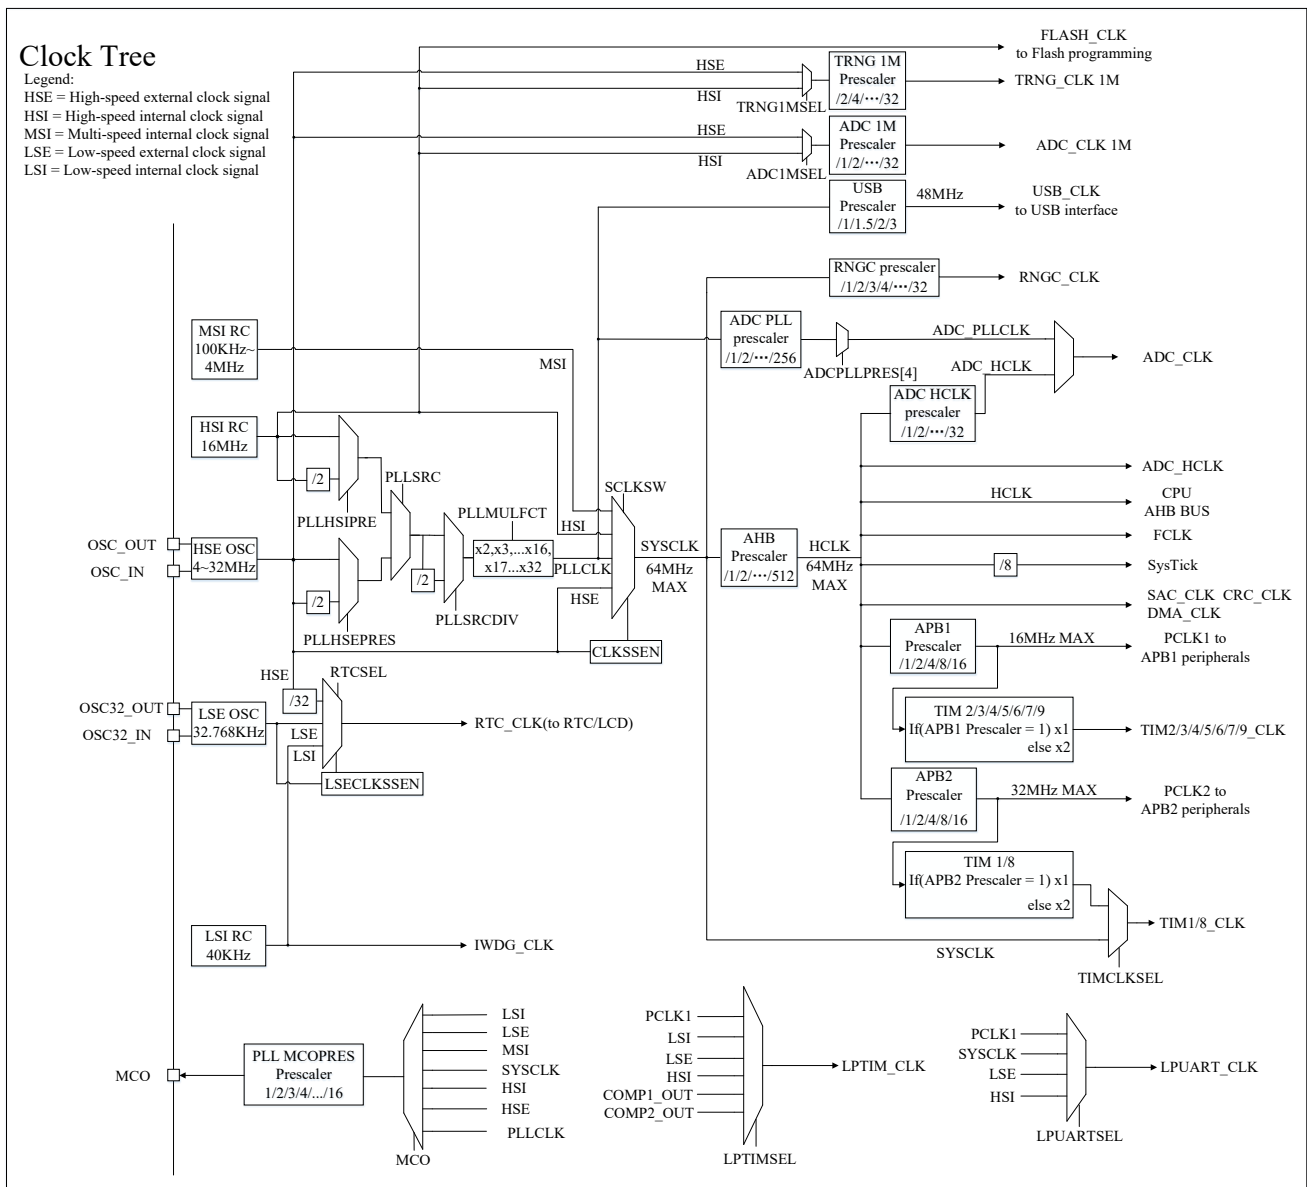 Clock Tree
Legend:
HSE = High-speed external clock signal
HSI = High-speed internal clock signal
MSI = Multi-speed internal clock signal
LSE = Low-speed external clock signal
LSI = Low-speed internal clock signal
FLASH_CLK
to Flash programming
HSE
HSI
TRNG1MSEL
TRNG 1M
Prescaler
/2/4/···/32
TRNG_CLK 1M
HSE
HSI
ADC1MSEL
ADC 1M
Prescaler
/1/2/···/32
ADC_CLK 1M
USB
Prescaler
/1/1.5/2/3
48MHz
USB_CLK
to USB interface
RNGC prescaler
/1/2/3/4/···/32
RNGC_CLK
MSI RC
100KHz~
4MHz
MSI
ADC PLL
prescaler
/1/2/···/256
ADCPLLPRES[4]
ADC_PLLCLK
ADC_HCLK
ADC_CLK
ADC HCLK
prescaler
/1/2/···/32
HSI RC
16MHz
/2
PLLHSIPRE
PLLSRC
PLLMULFCT
SCLKSW
HSI
ADC_HCLK
HCLK
CPU
AHB BUS
FCLK
OSC_OUT
OSC_IN
HSE OSC
4~32MHz
/2
PLLHSEPRES
/2
PLLSRCDIV
x2,x3,...x16,
x17...x32
PLLCLK
HSE
CLKSSEN
SYSCLK
64MHz
MAX
AHB
Prescaler
/1/2/···/512
HCLK
64MHz
MAX
/8
SysTick
SAC_CLK CRC_CLK
DMA_CLK
APB1
Prescaler
/1/2/4/8/16
16MHz MAX
PCLK1 to
APB1 peripherals
HSE
RTCSEL
/32
OSC32_OUT
OSC32_IN
LSE OSC
32.768KHz
LSE
LSI
RTC_CLK(to RTC/LCD)
LSECLKSSEN
TIM 2/3/4/5/6/7/9
If(APB1 Prescaler = 1) x1
else x2
TIM2/3/4/5/6/7/9_CLK
APB2
Prescaler
/1/2/4/8/16
32MHz MAX
PCLK2 to
APB2 peripherals
TIM 1/8
If(APB2 Prescaler = 1) x1
else x2
TIM1/8_CLK
SYSCLK
TIMCLKSEL
LSI RC
40KHz
IWDG_CLK
MCO
PLL MCOPRES
Prescaler
1/2/3/4/.../16
LSI
LSE
MSI
SYSCLK
HSI
HSE
PLLCLK
MCO
PCLK1
LSI
LSE
HSI
COMP1_OUT
COMP2_OUT
LPTIM_CLK
LPTIMSEL
PCLK1
SYSCLK
LSE
HSI
LPUART_CLK
LPUARTSEL